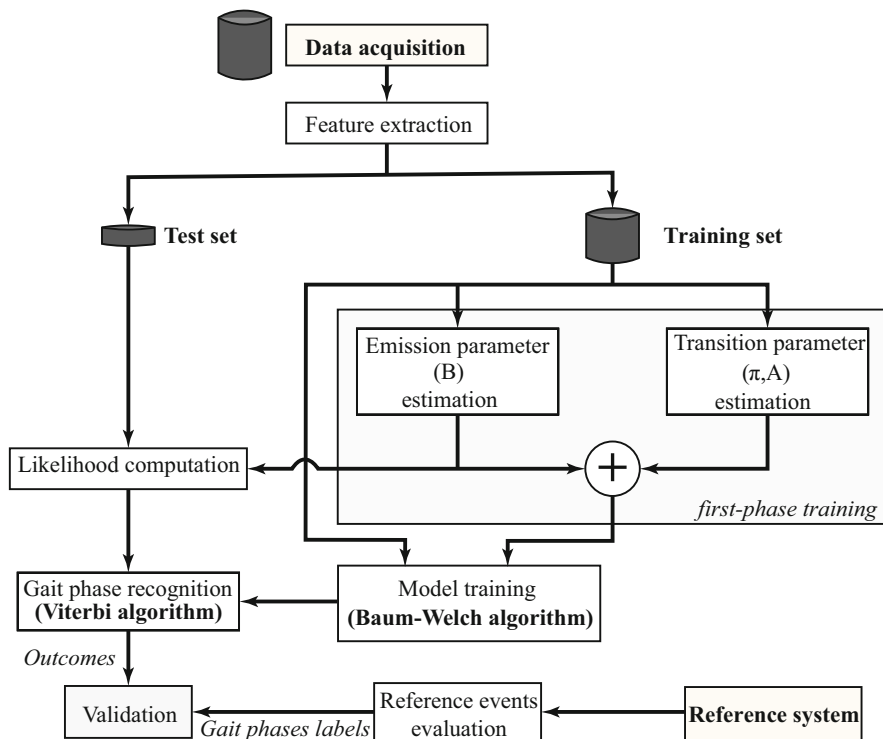 Data acquisition
Feature extraction
Test set
Training set
Emission parameter
(B)
estimation
Transition parameter
(π,A)
estimation
Likelihood computation
+
first-phase training
Gait phase recognition
(Viterbi algorithm)
Model training
(Baum-Welch algorithm)
Outcomes
Validation
Gait phases labels
Reference events
evaluation
Reference system